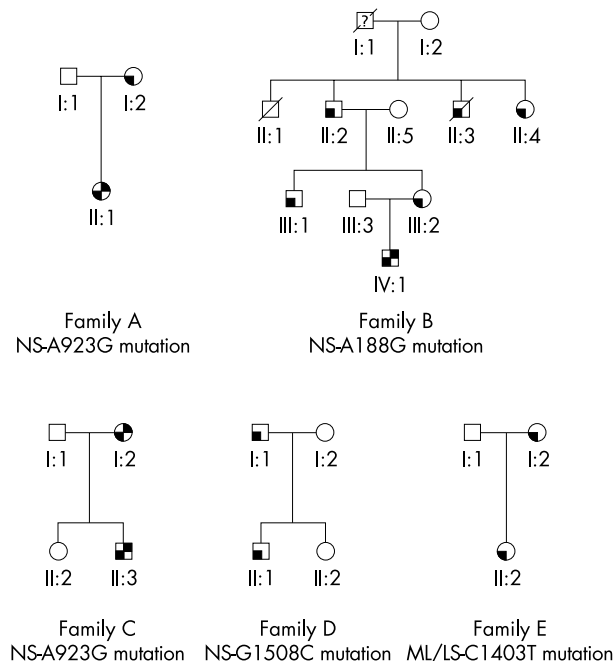 ?
I:1 I:2
I:1 I:2
II:1 II:2 II:5 II:3 II:4
II:1
III:1 III:3 III:2
IV:1
Family A
NS-A923G mutation
Family B
NS-A188G mutation
I:1 I:2
I:1 I:2
I:1 I:2
II:2 II:3
II:1 II:2
II:2
Family C
NS-A923G mutation
Family D
NS-G1508C mutation
Family E
ML/LS-C1403T mutation